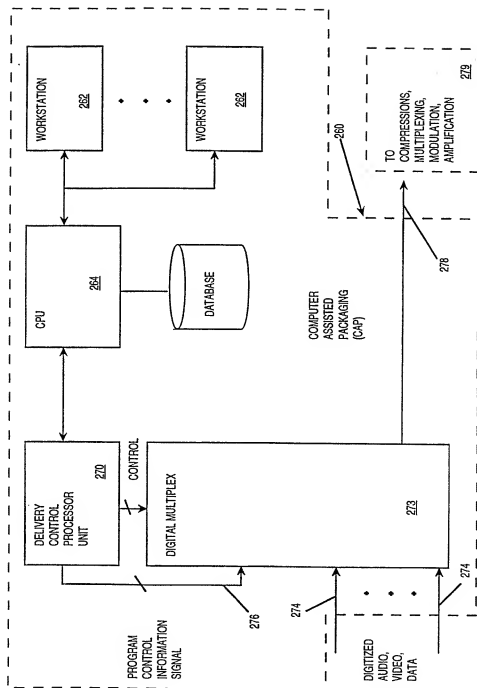 WORKSTATION
262
WORKSTATION
262
CPU
264
DATABASE
DELIVERY
CONTROL
PROCESSOR
UNIT
270
CONTROL
DIGITAL MULTIPLEX
273
PROGRAM
CONTROL
INFORMATION
SIGNAL
276
DIGITIZED
AUDIO,
VIDEO,
DATA
274
274
COMPUTER
ASSISTED
PACKAGING
(CAP)
260
278
TO
COMPRESSIONS,
MULTIPLEXING,
MODULATION,
AMPLIFICATION
279